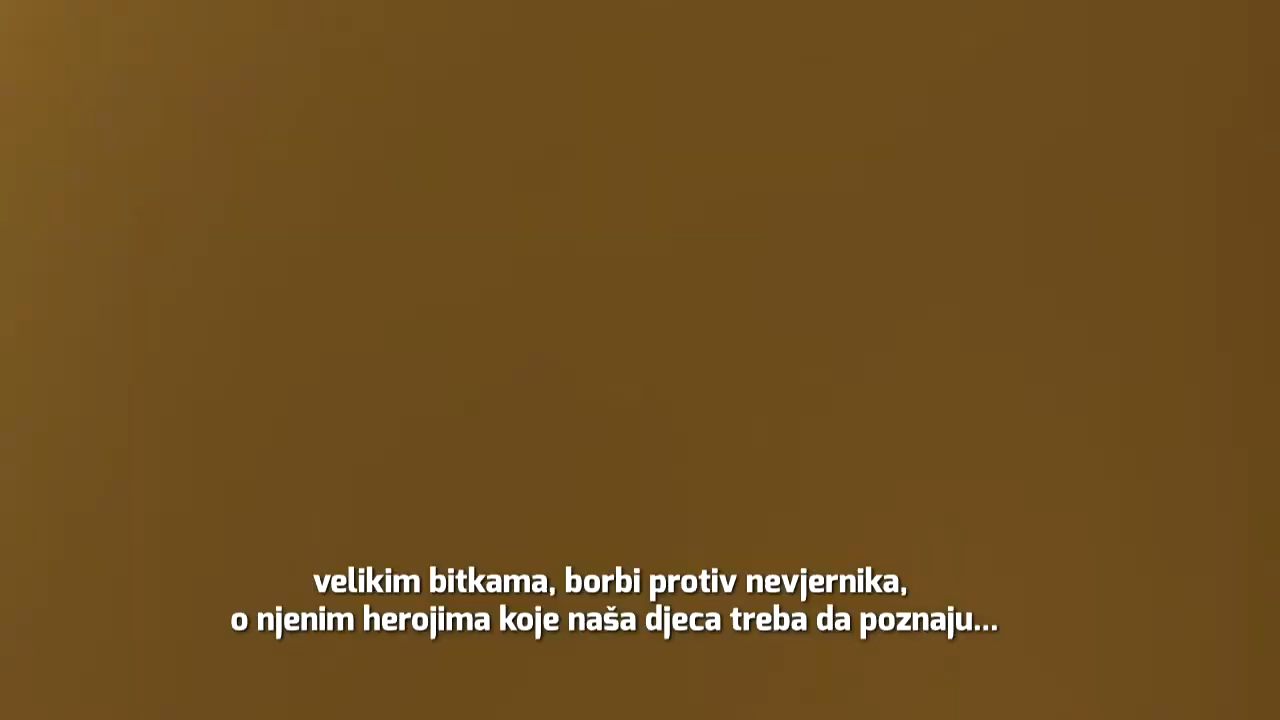 velikim bitkama, borbi protiv nevjernika,
o njenim herojima koje naša djeca treba da poznaju...